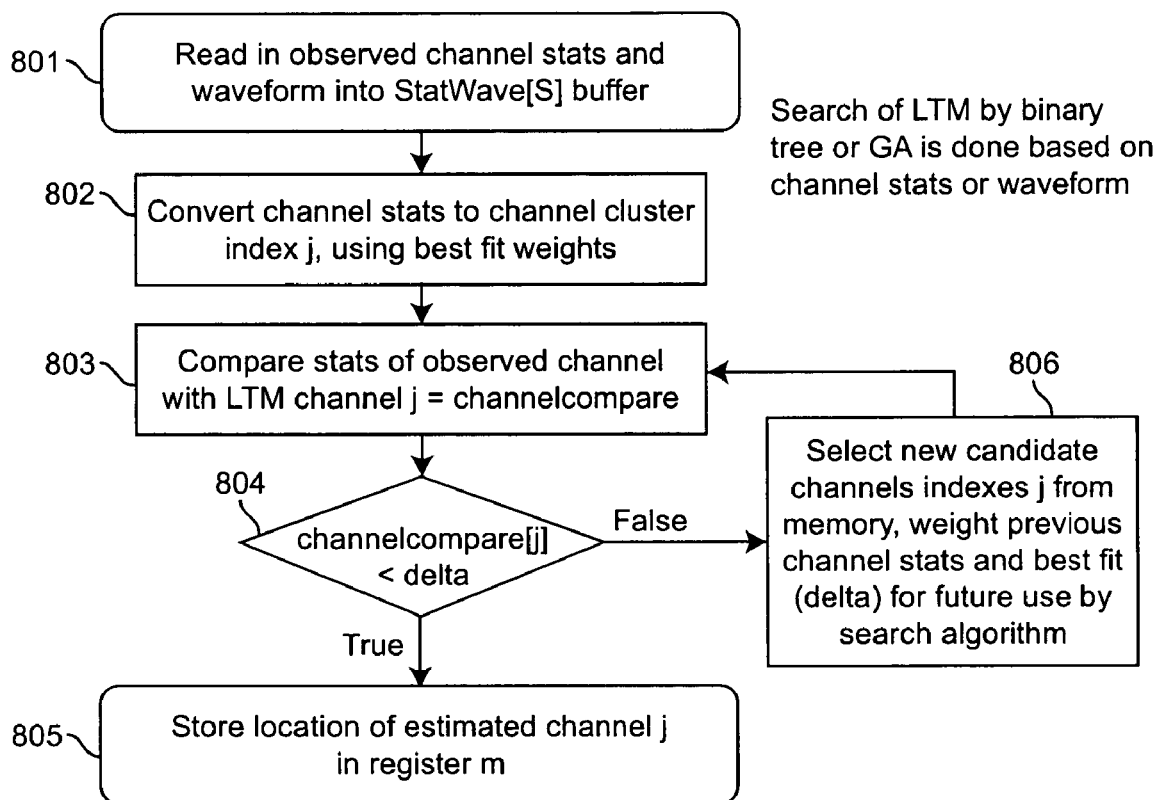 801
Read in observed channel stats and
waveform into StatWave[S] buffer
Search of LTM by binary
tree or GA is done based on
channel stats or waveform
802
Convert channel stats to channel cluster
index j, using best fit weights
803
Compare stats of observed channel
with LTM channel j = channelcompare
806
Select new candidate
channels indexes j from
memory, weight previous
channel stats and best fit
(delta) for future use by
search algorithm
804
channelcompare[j]
< delta
False
True
805
Store location of estimated channel j
in register m